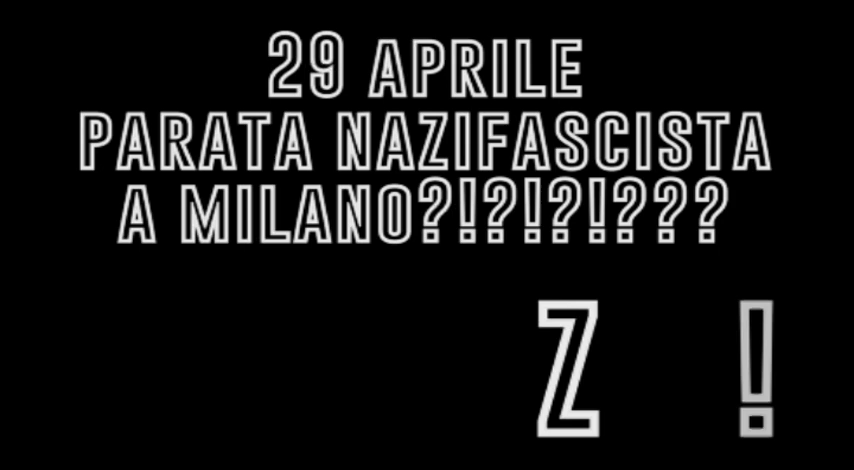 29 APRILE
PARATA NAZIFASCISTA
A MILANO?!?!?!???
Z !